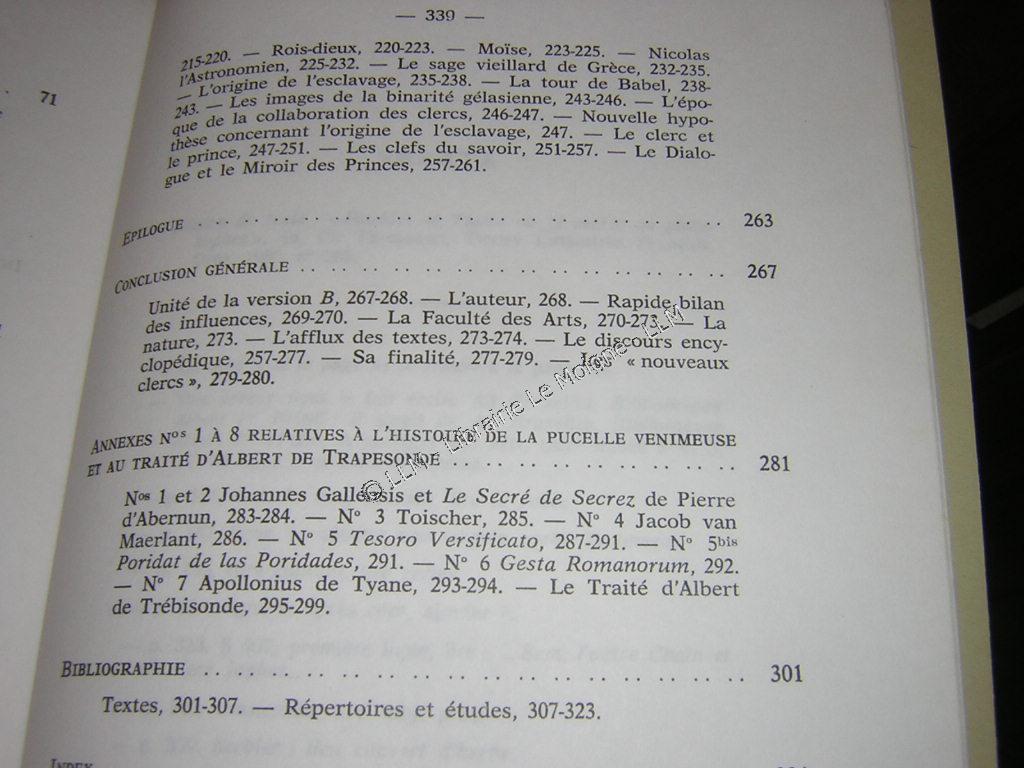 — 339 —
71
215-220. — Rois-dieux, 220-223. — Moïse, 223-225. — Nicolas
l'Astronomien, 225-232. — Le sage vieillard de Grèce, 232-235.
— L'origine de l'esclavage, 235-238. — La tour de Babel, 238-
243. — Les images de la binarité gélasienne, 243-246. — L'épo-
que de la collaboration des clercs, 246-247. — Nouvelle hypo-
thèse concernant l'origine de l'esclavage, 247. — Le clerc et
le prince, 247-251. — Les clefs du savoir, 251-257. — Le Dialo-
gue et le Miroir des Princes, 257-261.
EPILOGUE . . . . . . . . . . . . . . . . . . . . . . . . . 263
CONCLUSION GÉNÉRALE . . . . . . . . . . . . . . . . . . . 267
Unité de la version B, 267-268. — L'auteur, 268. — Rapide bilan
des influences, 269-270. — La Faculté des Arts, 270-273. — La
nature, 273. — L'afflux des textes, 273-274. — Le discours ency-
clopédique, 257-277. — Sa finalité, 277-279. — « nouveaux
clercs », 279-280.
ANNEXES Nos 1 À 8 RELATIVES À L'HISTOIRE DE LA PUCELLE VENIMEUSE
ET AU TRAITÉ D'ALBERT DE TRAPESONDE . . . . . . . . . . . . . 281
Nos 1 et 2 Johannes Gallensis et Le Secré de Secrez de Pierre
d'Abernun, 283-284. — N° 3 Toischer, 285. — N° 4 Jacob van
Maerlant, 286. — N° 5 Tesoro Versificato, 287-291. — N° 5bis
Poridat de las Poridades, 291. — N° 6 Gesta Romanorum, 292.
— N° 7 Apollonius de Tyane, 293-294. — Le Traité d'Albert
de Trébisonde, 295-299.
BIBLIOGRAPHIE . . . . . . . . . . . . . . . . . . . . . . . 301
Textes, 301-307. — Répertoires et études, 307-323.
INDEX
© LLM - Librairie Le Moigne - LLM